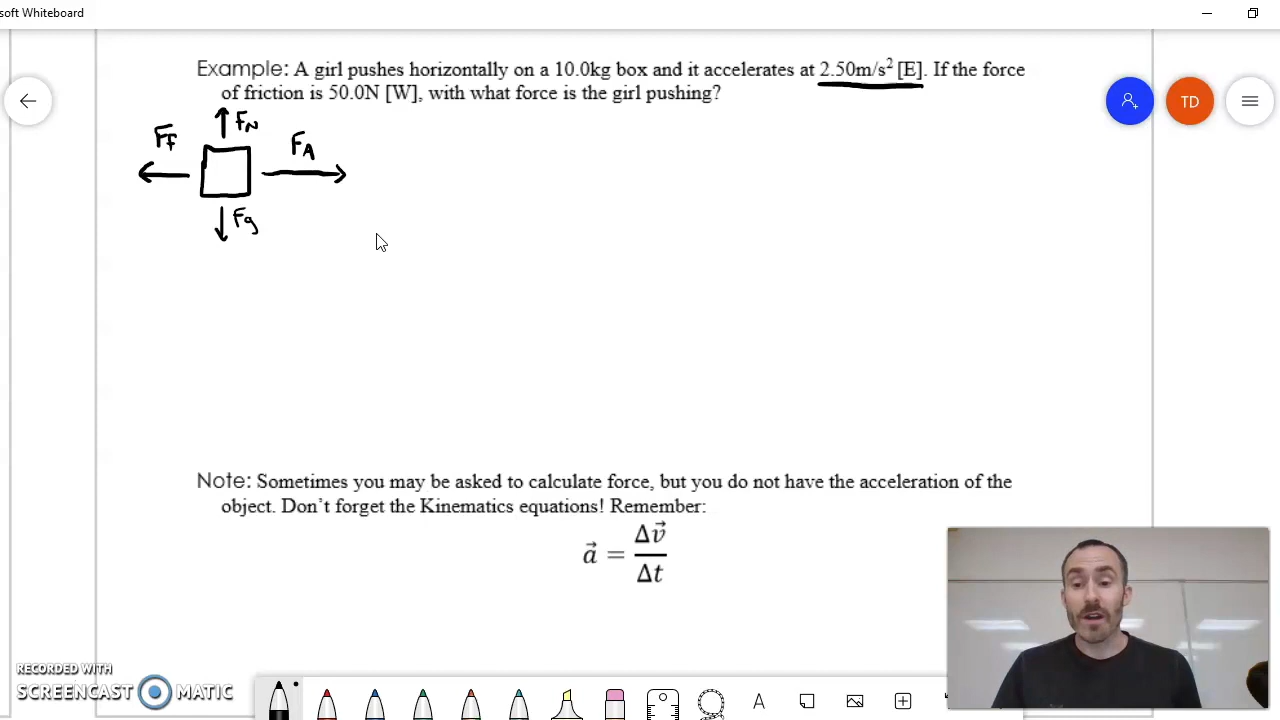 soft Whiteboard
Example: A girl pushes horizontally on a 10.0kg box and it accelerates at 2.50m/s² [E]. If the force
of friction is 50.0N [W], with what force is the girl pushing?
TD
FN
Ff
FA
Fg
Note: Sometimes you may be asked to calculate force, but you do not have the acceleration of the
object. Don't forget the Kinematics equations! Remember:
a⃗ = Δv⃗ / Δt
RECORDED WITH
SCREENCAST MATIC
A